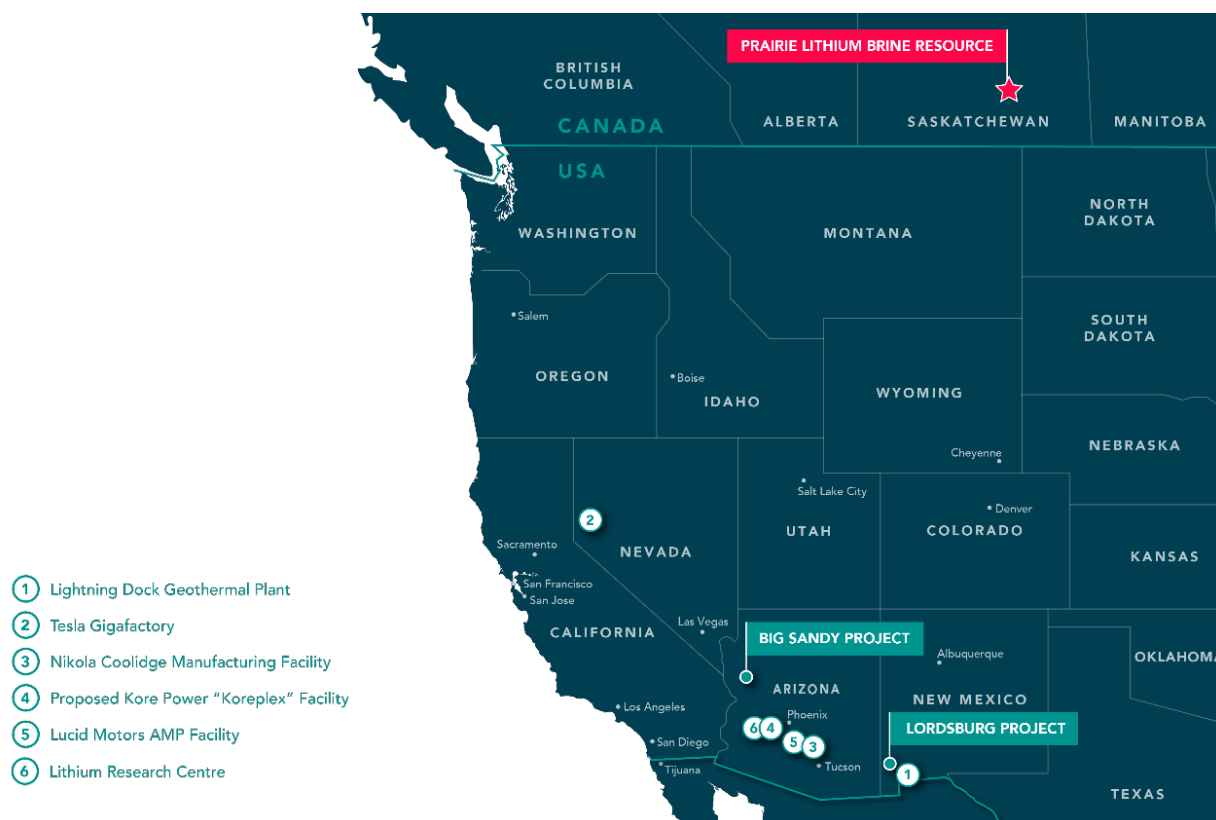 PRAIRIE LITHIUM BRINE RESOURCE
BRITISH
COLUMBIA
CANADA
ALBERTA
SASKATCHEWAN
MANITOBA
USA
WASHINGTON
MONTANA
NORTH
DAKOTA
Salem
OREGON
Boise
IDAHO
WYOMING
SOUTH
DAKOTA
Cheyenne
NEBRASKA
Salt Lake City
UTAH
Denver
COLORADO
KANSAS
2
NEVADA
Sacramento
San Francisco
San Jose
CALIFORNIA
Las Vegas
BIG SANDY PROJECT
Albuquerque
OKLAHOMA
ARIZONA
NEW MEXICO
Los Angeles
Phoenix
6
4
5
3
LORDSBURG PROJECT
San Diego
Tijuana
Tucson
1
TEXAS
1 Lightning Dock Geothermal Plant
2 Tesla Gigafactory
3 Nikola Coolidge Manufacturing Facility
4 Proposed Kore Power “Koreplex” Facility
5 Lucid Motors AMP Facility
6 Lithium Research Centre